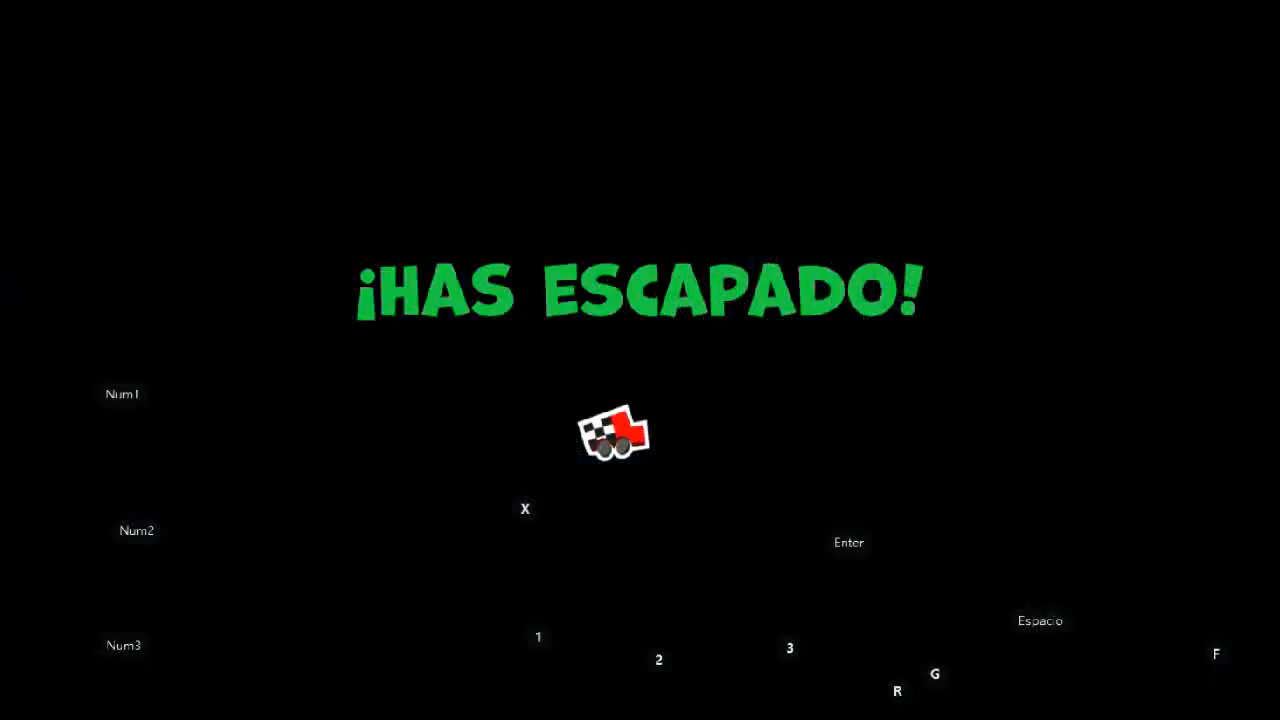 ¡HAS ESCAPADO!
Num1
X
Num2
Enter
Espacio
1
Num3
3
F
2
G
R